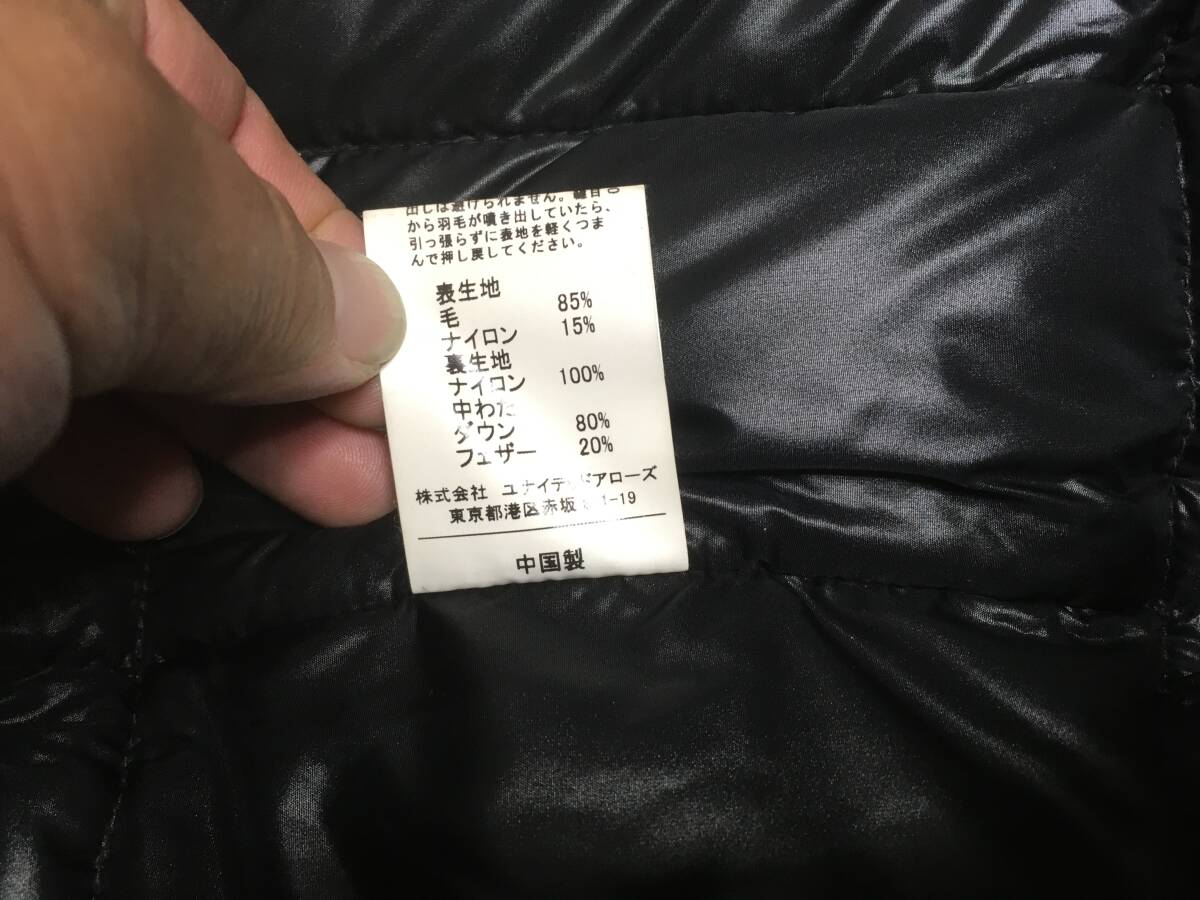 出しは避けられません。縫目の
から羽毛が噴き出していたら、
引っ張らずに表地を軽くつま
んで押し戻してください。
表生地
毛 85%
ナイロン 15%
裏生地
ナイロン 100%
中わた
ダウン 80%
フェザー 20%
株式会社 ユナイテッドアローズ
東京都港区赤坂 -1-19
中国製